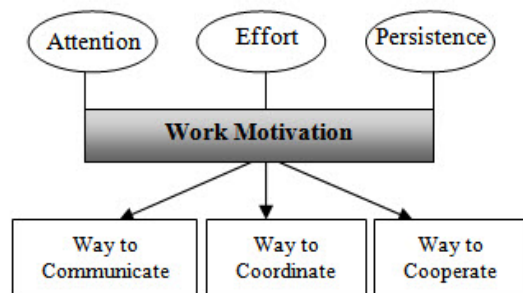 Attention
Effort
Persistence
Work Motivation
Way to
Communicate
Way to
Coordinate
Way to
Cooperate